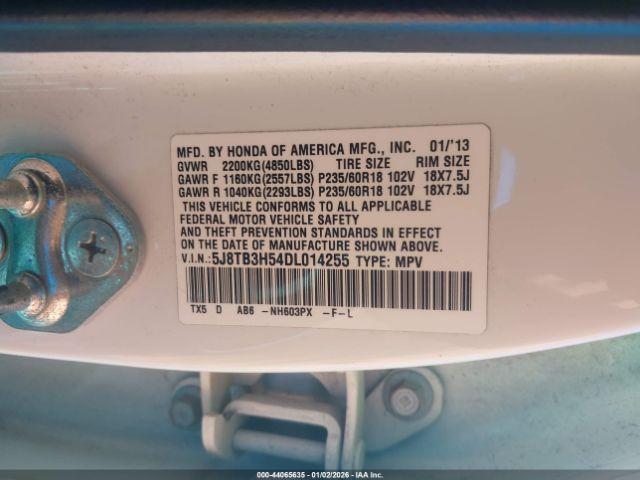 MFD. BY HONDA OF AMERICA MFG., INC. 01/'13
GVWR 2200KG(4850LBS) TIRE SIZE RIM SIZE
GAWR F 1160KG(2557LBS) P235/60R18 102V 18X7.5J
GAWR R 1040KG(2293LBS) P235/60R18 102V 18X7.5J
THIS VEHICLE CONFORMS TO ALL APPLICABLE
FEDERAL MOTOR VEHICLE SAFETY
AND THEFT PREVENTION STANDARDS IN EFFECT
ON THE DATE OF MANUFACTURE SHOWN ABOVE.
V.I.N.:5J8TB3H54DL014255 TYPE: MPV
TX5 D AB6 -NH603PX -F-L
000-44065635 - 01/02/2026 - IAA Inc.